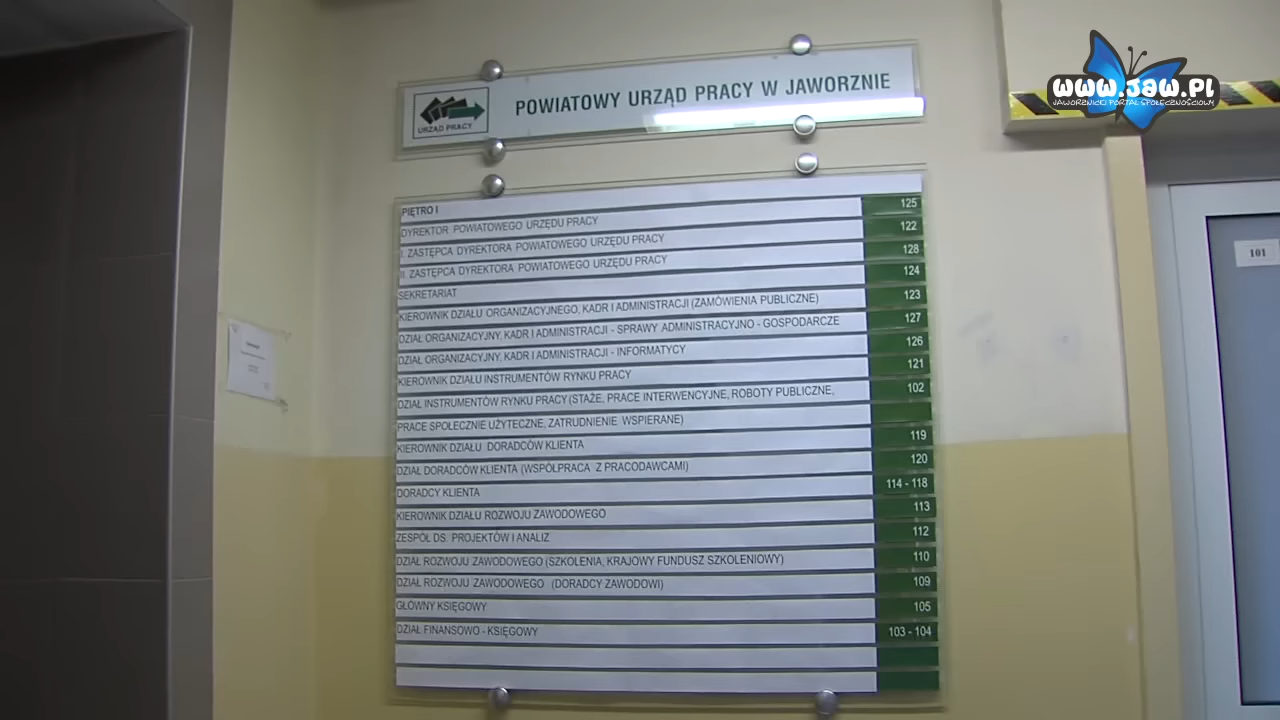 www.jaw.pl
JAWORZNICKI PORTAL SPOŁECZNOŚCIOWY
URZĄD PRACY
POWIATOWY URZĄD PRACY W JAWORZNIE
PIĘTRO I
DYREKTOR POWIATOWEGO URZĘDU PRACY 125
I. ZASTĘPCA DYREKTORA POWIATOWEGO URZĘDU PRACY 122
II. ZASTĘPCA DYREKTORA POWIATOWEGO URZĘDU PRACY 128
SEKRETARIAT 124
KIEROWNIK DZIAŁU ORGANIZACYJNEGO, KADR I ADMINISTRACJI (ZAMÓWIENIA PUBLICZNE) 123
DZIAŁ ORGANIZACYJNY, KADR I ADMINISTRACJI - SPRAWY ADMINISTRACYJNO - GOSPODARCZE 127
DZIAŁ ORGANIZACYJNY, KADR I ADMINISTRACJI - INFORMATYCY 126
KIEROWNIK DZIAŁU INSTRUMENTÓW RYNKU PRACY 121
DZIAŁ INSTRUMENTÓW RYNKU PRACY (STAŻE, PRACE INTERWENCYJNE, ROBOTY PUBLICZNE, 102
PRACE SPOŁECZNIE UŻYTECZNE, ZATRUDNIENIE WSPIERANE)
KIEROWNIK DZIAŁU DORADCÓW KLIENTA 119
DZIAŁ DORADCÓW KLIENTA (WSPÓŁPRACA Z PRACODAWCAMI) 120
DORADCY KLIENTA 114 - 118
KIEROWNIK DZIAŁU ROZWOJU ZAWODOWEGO 113
ZESPÓŁ DS. PROJEKTÓW I ANALIZ 112
DZIAŁ ROZWOJU ZAWODOWEGO (SZKOLENIA, KRAJOWY FUNDUSZ SZKOLENIOWY) 110
DZIAŁ ROZWOJU ZAWODOWEGO (DORADCY ZAWODOWI) 109
GŁÓWNY KSIĘGOWY 105
DZIAŁ FINANSOWO - KSIĘGOWY 103 - 104
101